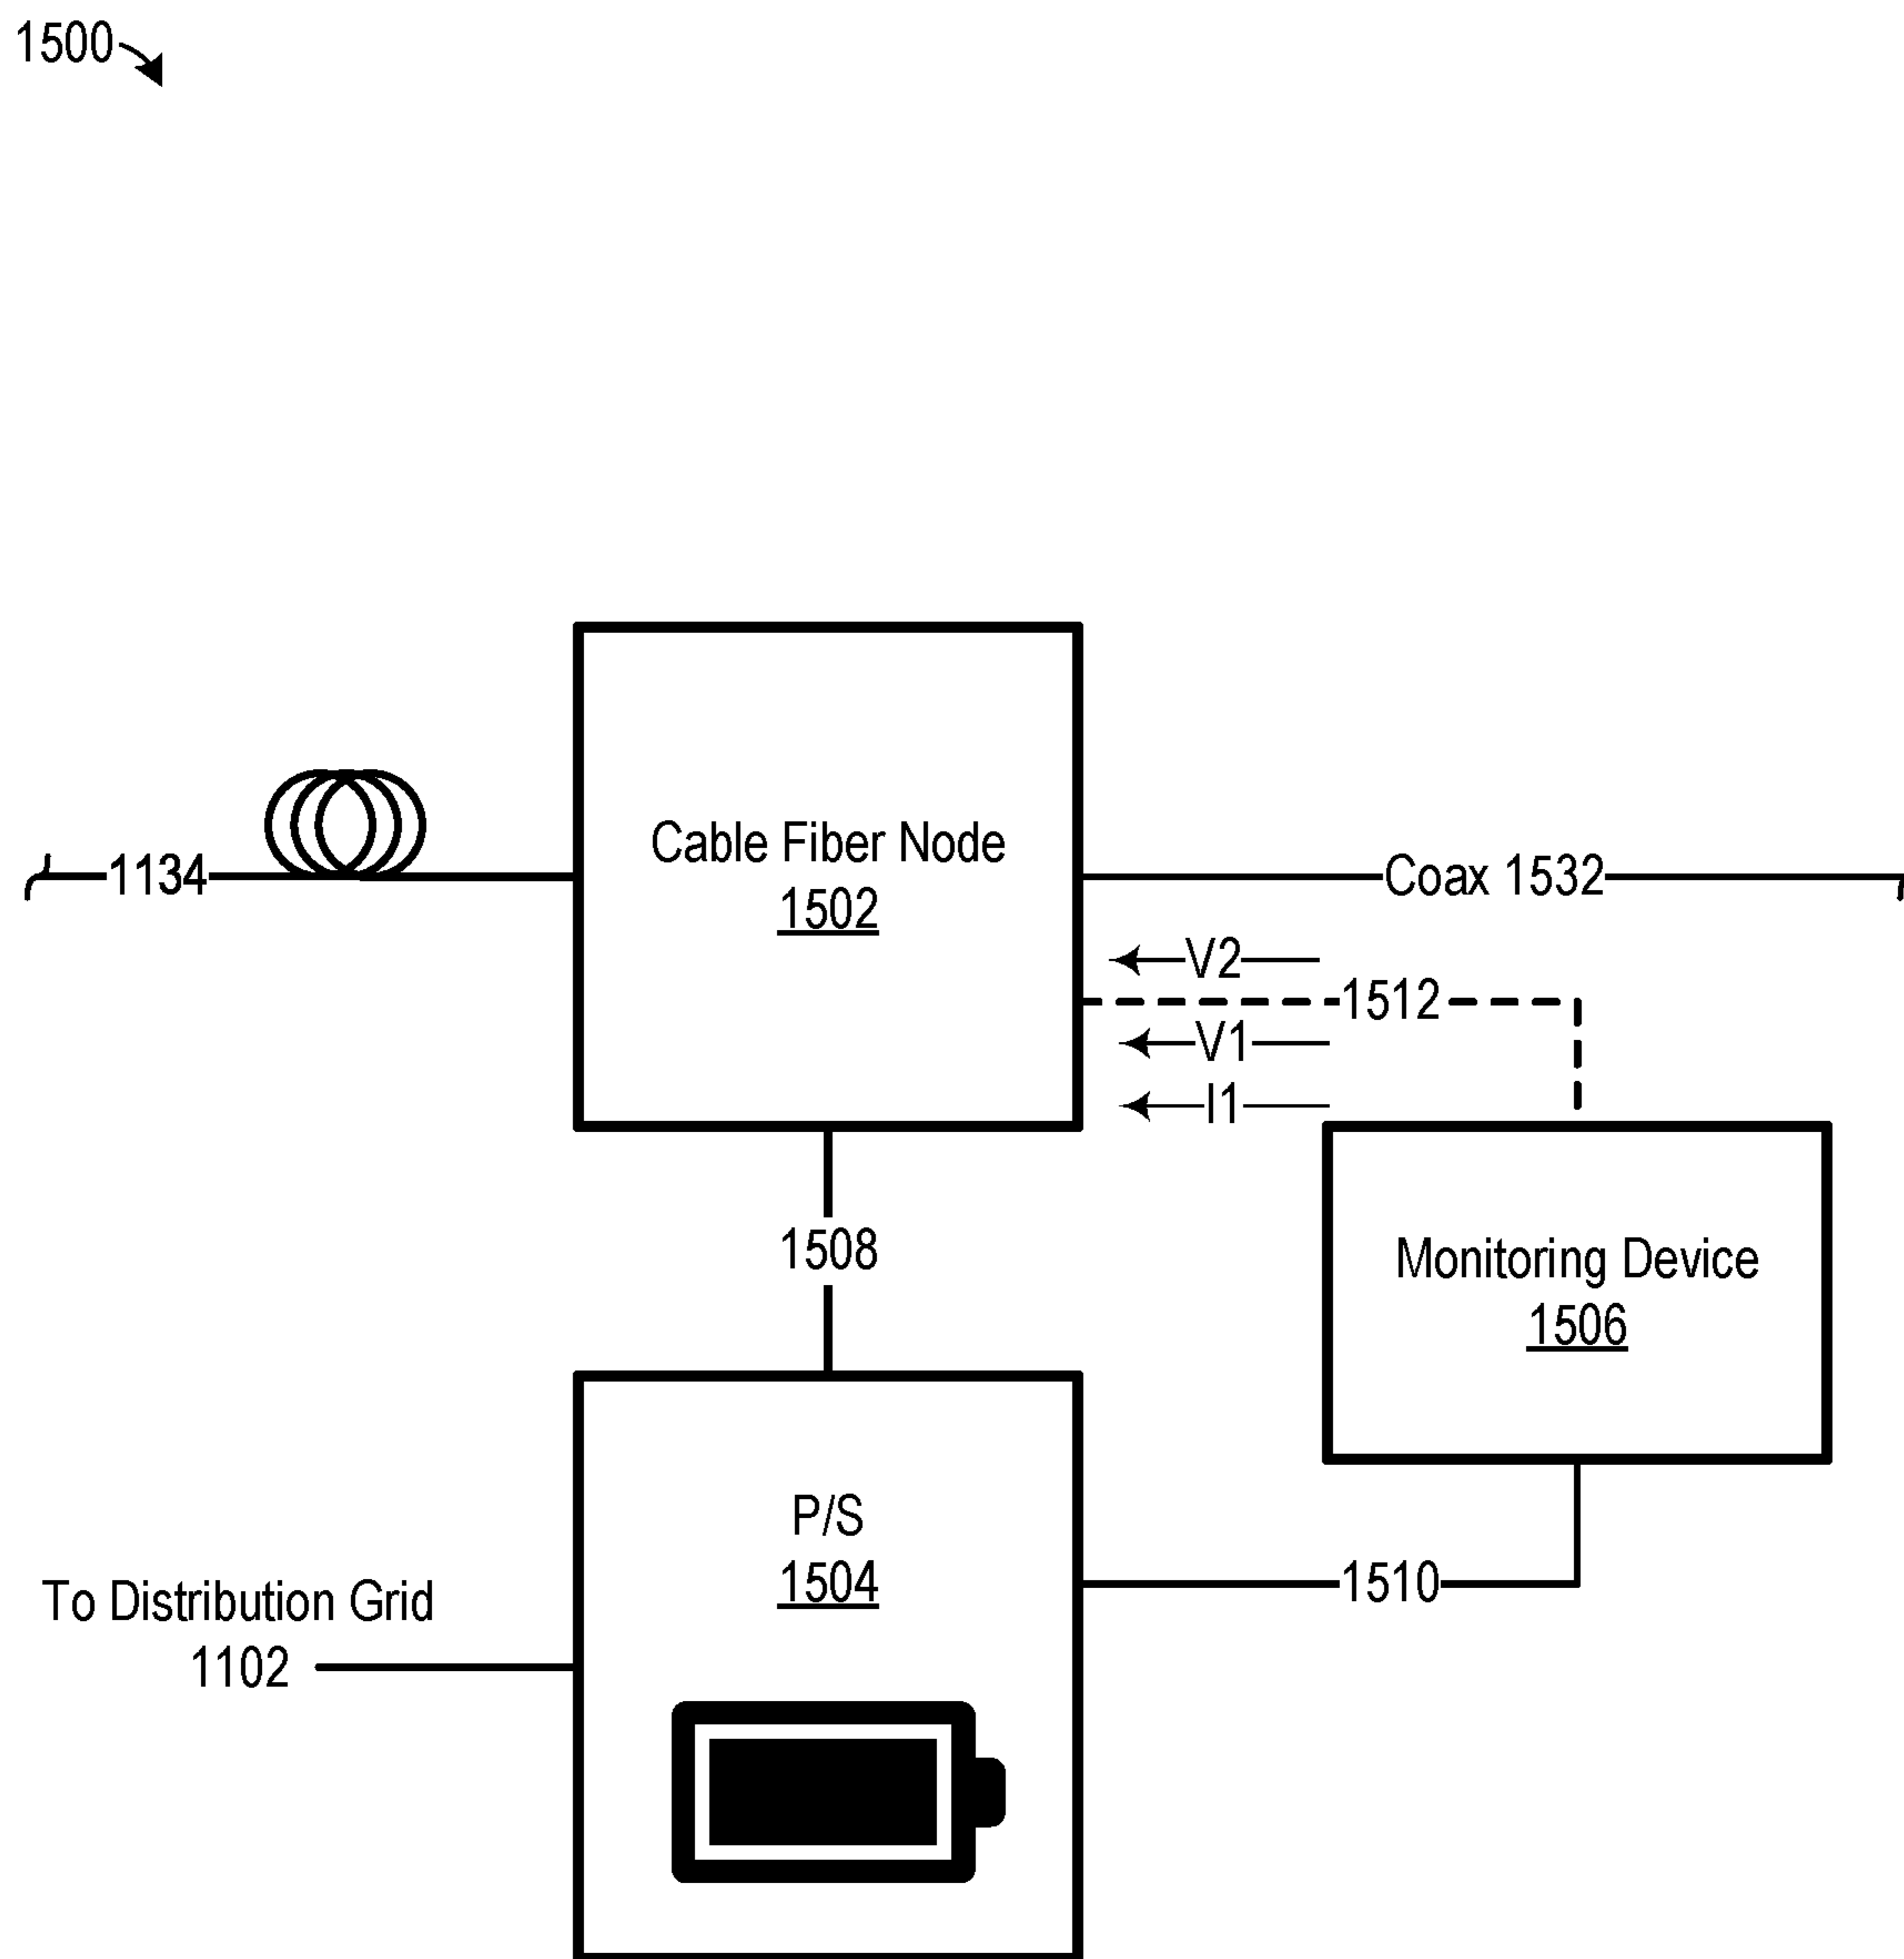 1500
Cable Fiber Node
1502
1134
Coax 1532
V2
1512
V1
I1
1508
Monitoring Device
1506
P/S
1504
1510
To Distribution Grid
1102